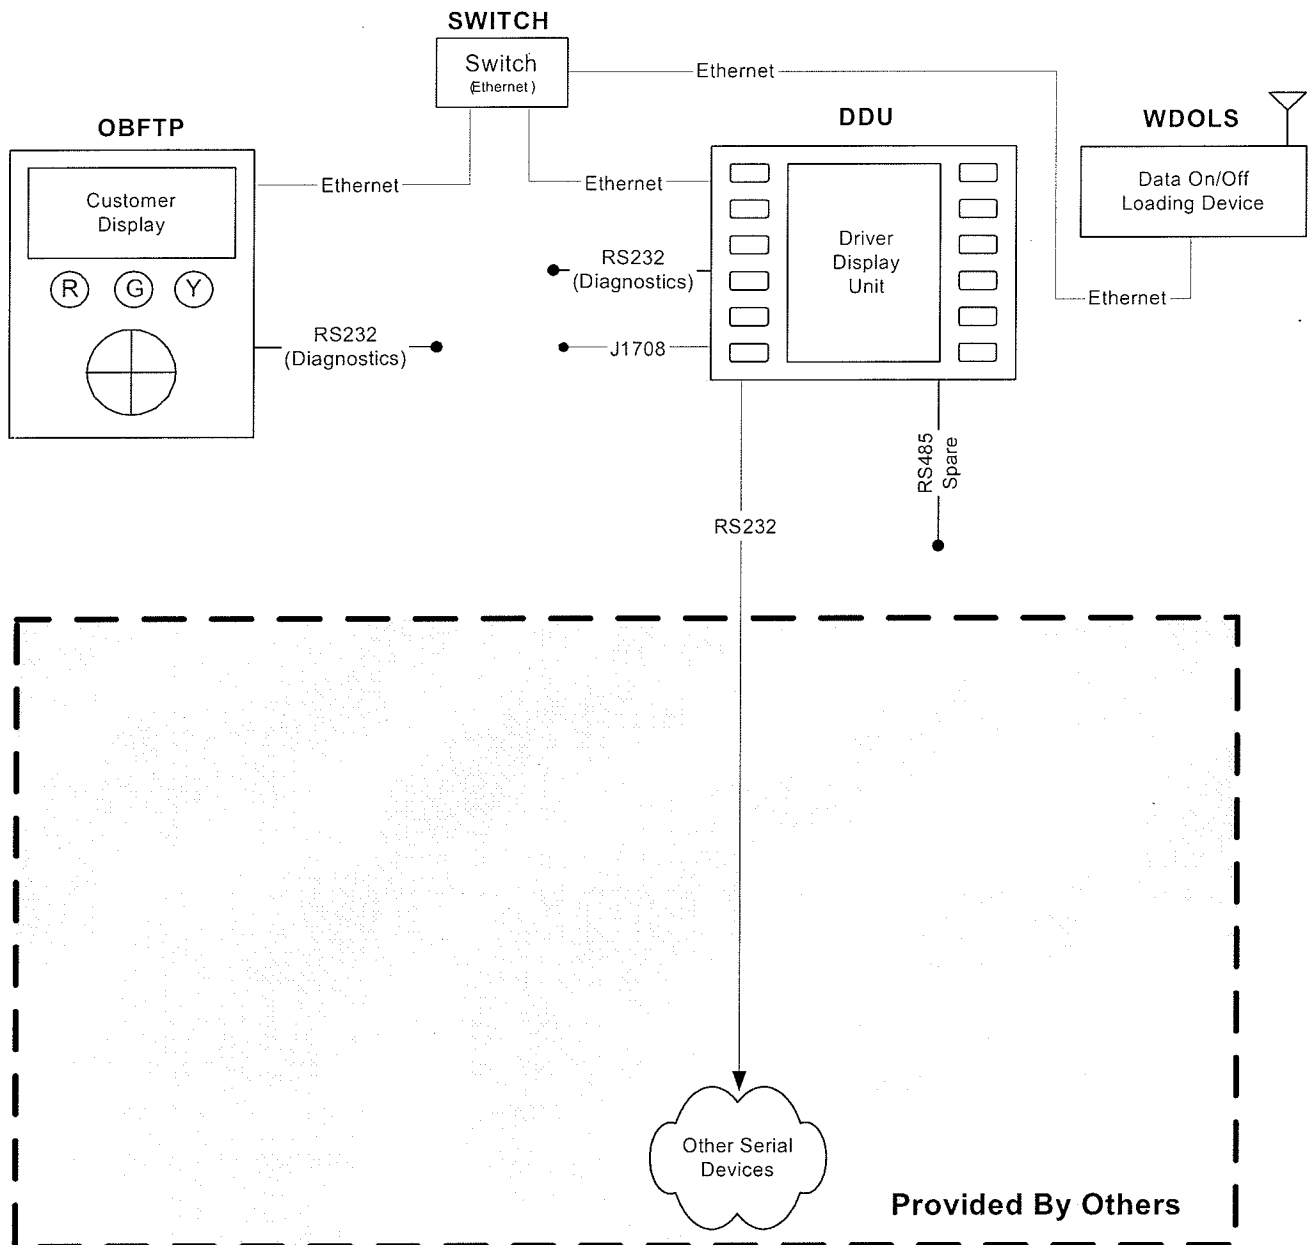 SWITCH
Switch
(Ethernet)
Ethernet
OBFTP
DDU
WDOLS
Customer
Display
Ethernet
Ethernet
Data On/Off
Loading Device
R
G
Y
Driver
Display
Unit
RS232
(Diagnostics)
Ethernet
RS232
(Diagnostics)
J1708
RS485
Spare
RS232
Other Serial
Devices
Provided By Others